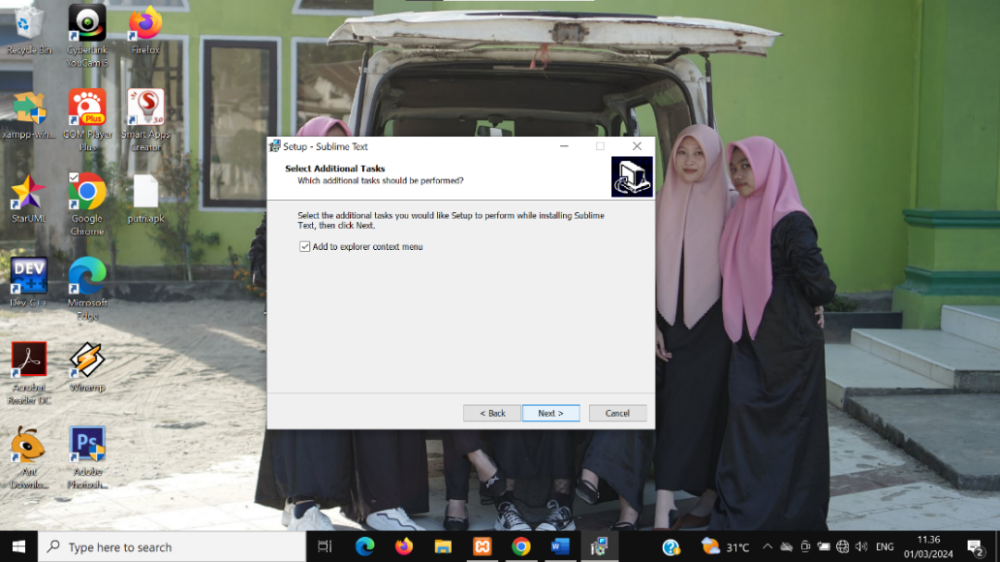 Recycle Bin
CyberLink
YouCam 5
Firefox
xampp-win...
GOM Player
Plus
Smart Apps
Creator
StarUML
Google
Chrome
putri.apk
DEV
Dev-C++
Microsoft
Edge
Acrobat
Reader DC
Winamp
Ant
Downlo...
Ps
Adobe
Photosh...
Setup - Sublime Text
Select Additional Tasks
Which additional tasks should be performed?
Select the additional tasks you would like Setup to perform while installing Sublime
Text, then click Next.
Add to explorer context menu
< Back
Next >
Cancel
Type here to search
31°C
ENG
11.36
01/03/2024
2